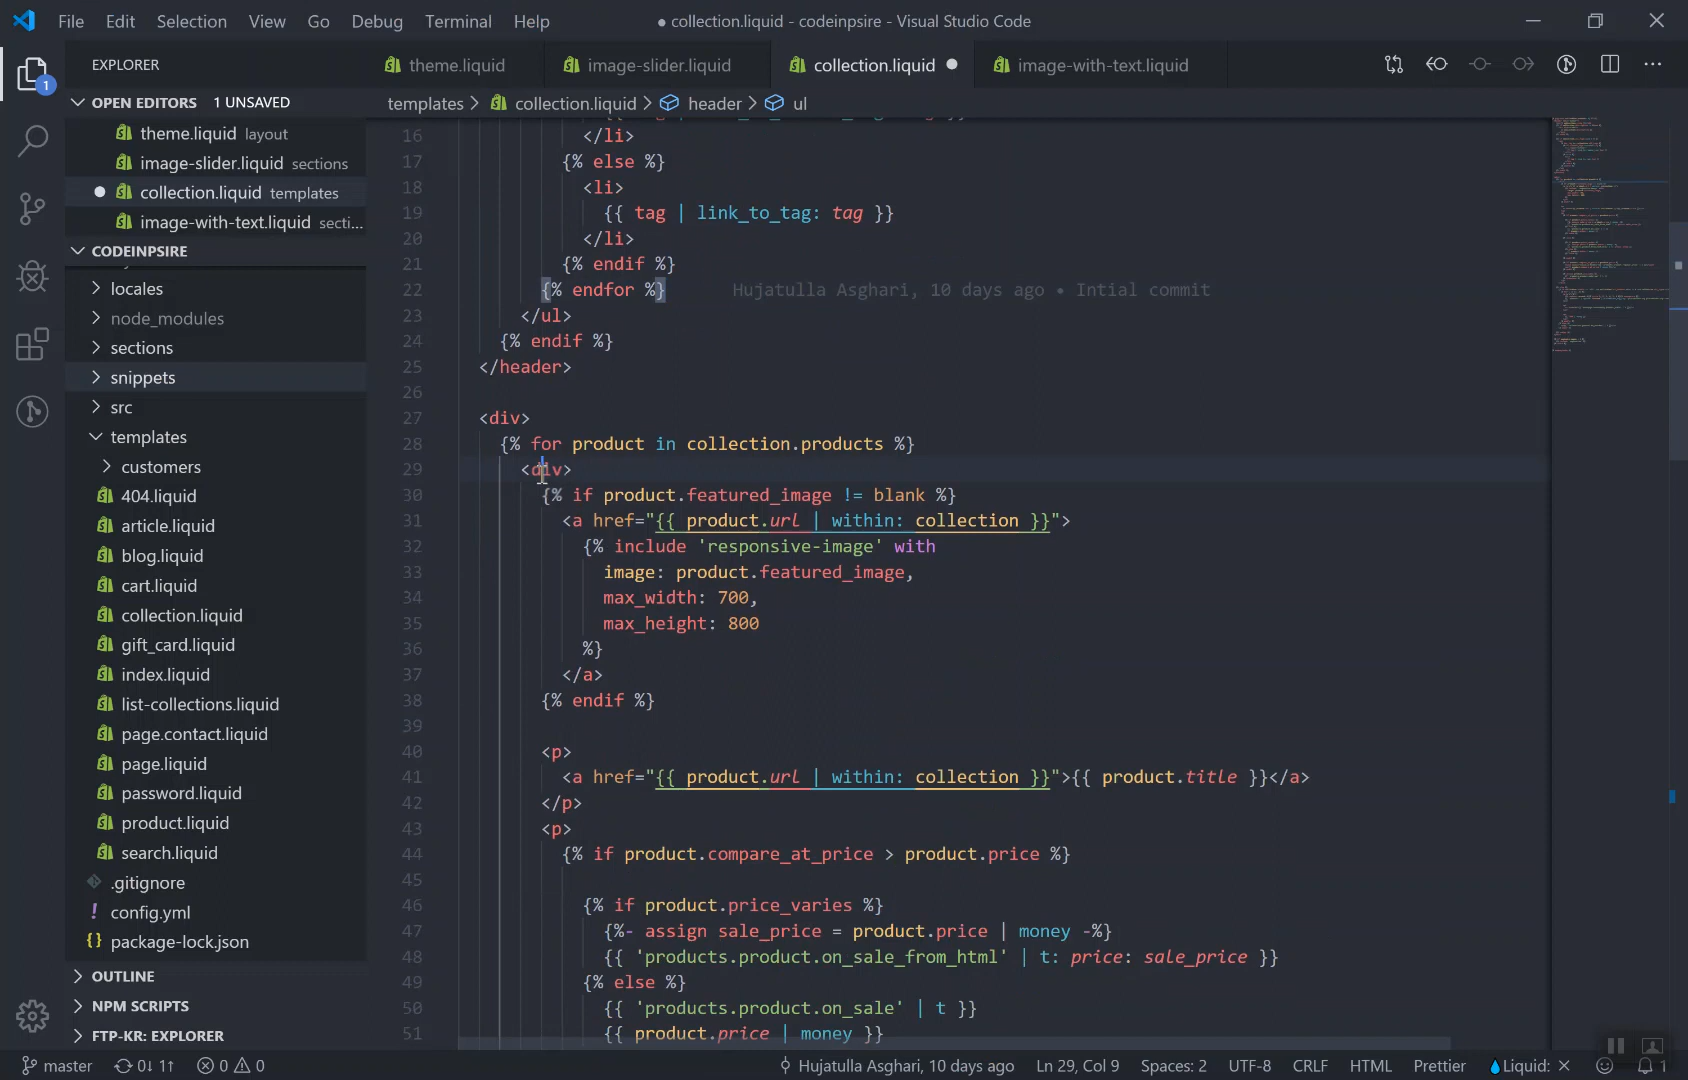 File Edit Selection View Go Debug Terminal Help
● collection.liquid - codeinpsire - Visual Studio Code
EXPLORER
theme.liquid
image-slider.liquid
collection.liquid
image-with-text.liquid
OPEN EDITORS 1 UNSAVED
theme.liquid layout
image-slider.liquid sections
collection.liquid templates
image-with-text.liquid secti...
CODEINPSIRE
locales
node_modules
sections
snippets
src
templates
customers
404.liquid
article.liquid
blog.liquid
cart.liquid
collection.liquid
gift_card.liquid
index.liquid
list-collections.liquid
page.contact.liquid
page.liquid
password.liquid
product.liquid
search.liquid
.gitignore
! config.yml
{} package-lock.json
OUTLINE
NPM SCRIPTS
FTP-KR: EXPLORER
templates > collection.liquid > header > ul
16 </li>
17 {% else %}
18 <li>
19 {{ tag | link_to_tag: tag }}
20 </li>
21 {% endif %}
22 {% endfor %} Hujatulla Asghari, 10 days ago • Intial commit
23 </ul>
24 {% endif %}
25 </header>
26
27 <div>
28 {% for product in collection.products %}
29 <div>
30 {% if product.featured_image != blank %}
31 <a href="{{ product.url | within: collection }}">
32 {% include 'responsive-image' with
33 image: product.featured_image,
34 max_width: 700,
35 max_height: 800
36 %}
37 </a>
38 {% endif %}
39
40 <p>
41 <a href="{{ product.url | within: collection }}">{{ product.title }}</a>
42 </p>
43 <p>
44 {% if product.compare_at_price > product.price %}
45
46 {% if product.price_varies %}
47 {%- assign sale_price = product.price | money -%}
48 {{ 'products.product.on_sale_from_html' | t: price: sale_price }}
49 {% else %}
50 {{ 'products.product.on_sale' | t }}
51 {{ product.price | money }}
1
master 0↓ 1↑ 0 0 Hujatulla Asghari, 10 days ago Ln 29, Col 9 Spaces: 2 UTF-8 CRLF HTML Prettier Liquid: ✕ 1